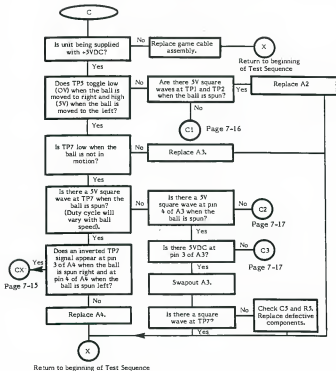 C
Is unit being supplied
with +5VDC?
No
Replace game cable
assembly.
X
Return to beginning
of Test Sequence
Yes
Does TP5 toggle low
(OV) when the ball is
moved to right and high
(5V) when the ball is
moved to the left?
No
Are there 5V square
waves at TP1 and TP2
when the ball is spun?
Yes
Replace A2
No
C1
Page 7-16
Yes
Is TP7 low when the
ball is not in
motion?
No
Replace A3.
Yes
Is there a 5V square
wave at TP7 when the
ball is spun?
(Duty cycle will
vary with ball
speed).
No
Is there a 5V
square wave at pin
4 of A3 when the
ball is spun?
No
C2
Page 7-17
Yes
Yes
Is there 5VDC at
pin 3 of A3?
No
C3
Page 7-17
Yes
Does an inverted TP7
signal appear at pin
3 of A4 when the ball
is spun right and at
pin 4 of A4 when the
ball is spun left?
Yes
CX
Page 7-15
Swapout A3.
No
Replace A4.
Is there a square
wave at TP7?
No
Check C5 and R5.
Replace defective
components.
Yes
X
Return to beginning of Test Sequence